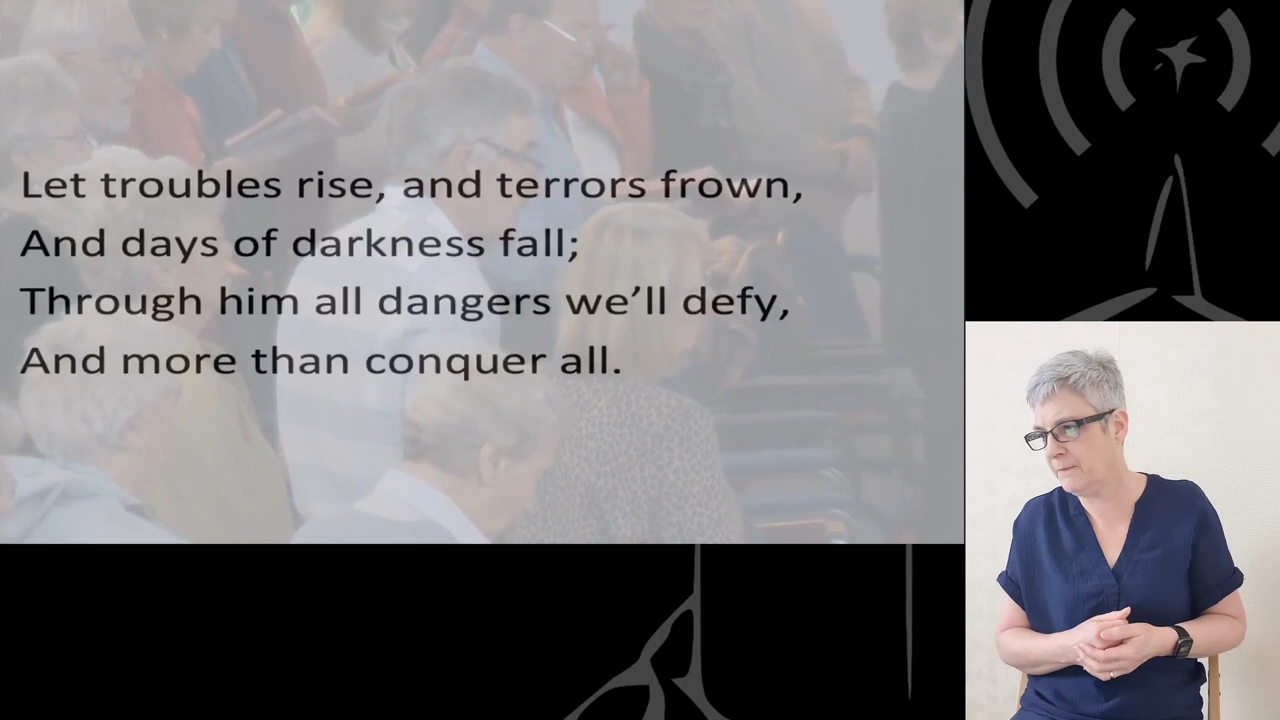 Let troubles rise, and terrors frown,
And days of darkness fall;
Through him all dangers we’ll defy,
And more than conquer all.